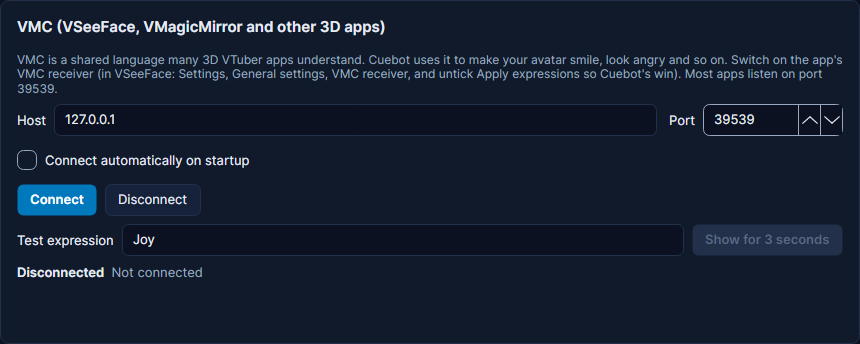 VMC (VSeeFace, VMagicMirror and other 3D apps)
VMC is a shared language many 3D VTuber apps understand. Cuebot uses it to make your avatar smile, look angry and so on. Switch on the app's
VMC receiver (in VSeeFace: Settings, General settings, VMC receiver, and untick Apply expressions so Cuebot's win). Most apps listen on port
39539.
Host 127.0.0.1 Port 39539
Connect automatically on startup
Connect Disconnect
Test expression Joy Show for 3 seconds
Disconnected Not connected